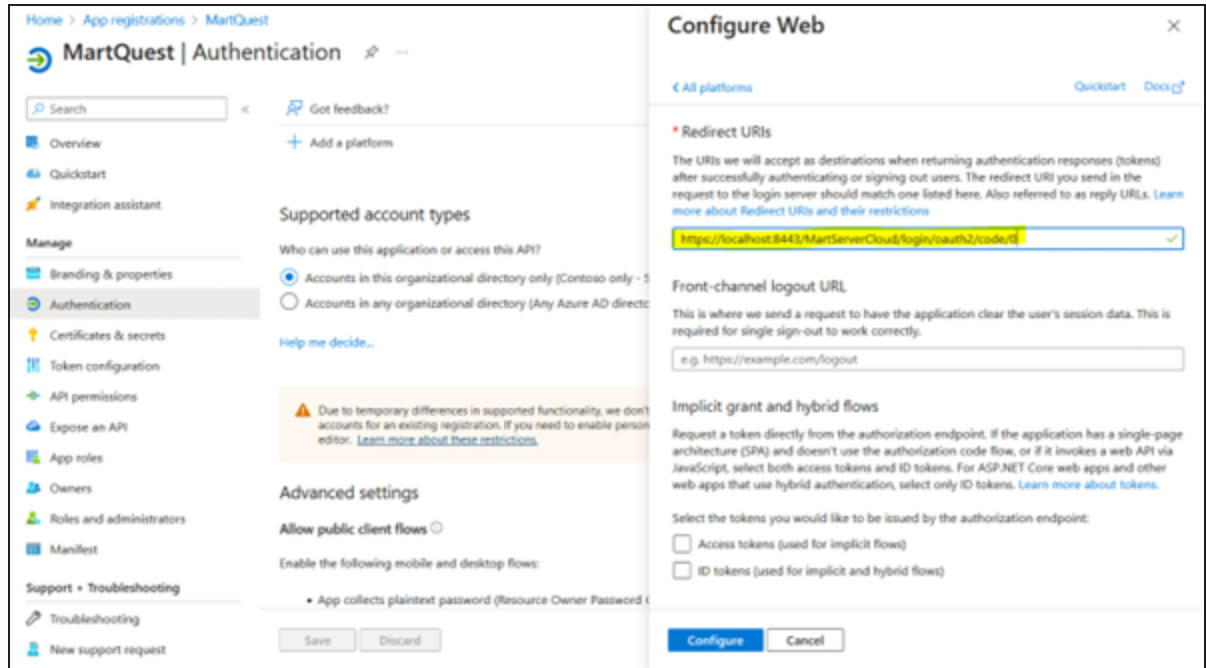 Home > App registrations > MartQuest
MartQuest | Authentication
Search
Overview
Quickstart
Integration assistant
Manage
Branding & properties
Authentication
Certificates & secrets
Token configuration
API permissions
Expose an API
App roles
Owners
Roles and administrators
Manifest
Support + Troubleshooting
Troubleshooting
New support request
Got feedback?
Add a platform
Supported account types
Who can use this application or access this API?
Accounts in this organizational directory only (Contoso only - S
Accounts in any organizational directory (Any Azure AD directo
Help me decide...
Due to temporary differences in supported functionality, we don't
accounts for an existing registration. If you need to enable person
editor. Learn more about these restrictions.
Advanced settings
Allow public client flows
Enable the following mobile and desktop flows:
• App collects plaintext password (Resource Owner Password C
Save
Discard
Configure Web
All platforms
Quickstart Docs
* Redirect URIs
The URIs we will accept as destinations when returning authentication responses (tokens)
after successfully authenticating or signing out users. The redirect URI you send in the
request to the login server should match one listed here. Also referred to as reply URLs. Learn
more about Redirect URIs and their restrictions
https://localhost:8443/MartServerCloud/login/oauth2/code/0
Front-channel logout URL
This is where we send a request to have the application clear the user's session data. This is
required for single sign-out to work correctly.
e.g. https://example.com/logout
Implicit grant and hybrid flows
Request a token directly from the authorization endpoint. If the application has a single-page
architecture (SPA) and doesn't use the authorization code flow, or if it invokes a web API via
JavaScript, select both access tokens and ID tokens. For ASP.NET Core web apps and other
web apps that use hybrid authentication, select only ID tokens. Learn more about tokens.
Select the tokens you would like to be issued by the authorization endpoint:
Access tokens (used for implicit flows)
ID tokens (used for implicit and hybrid flows)
Configure
Cancel